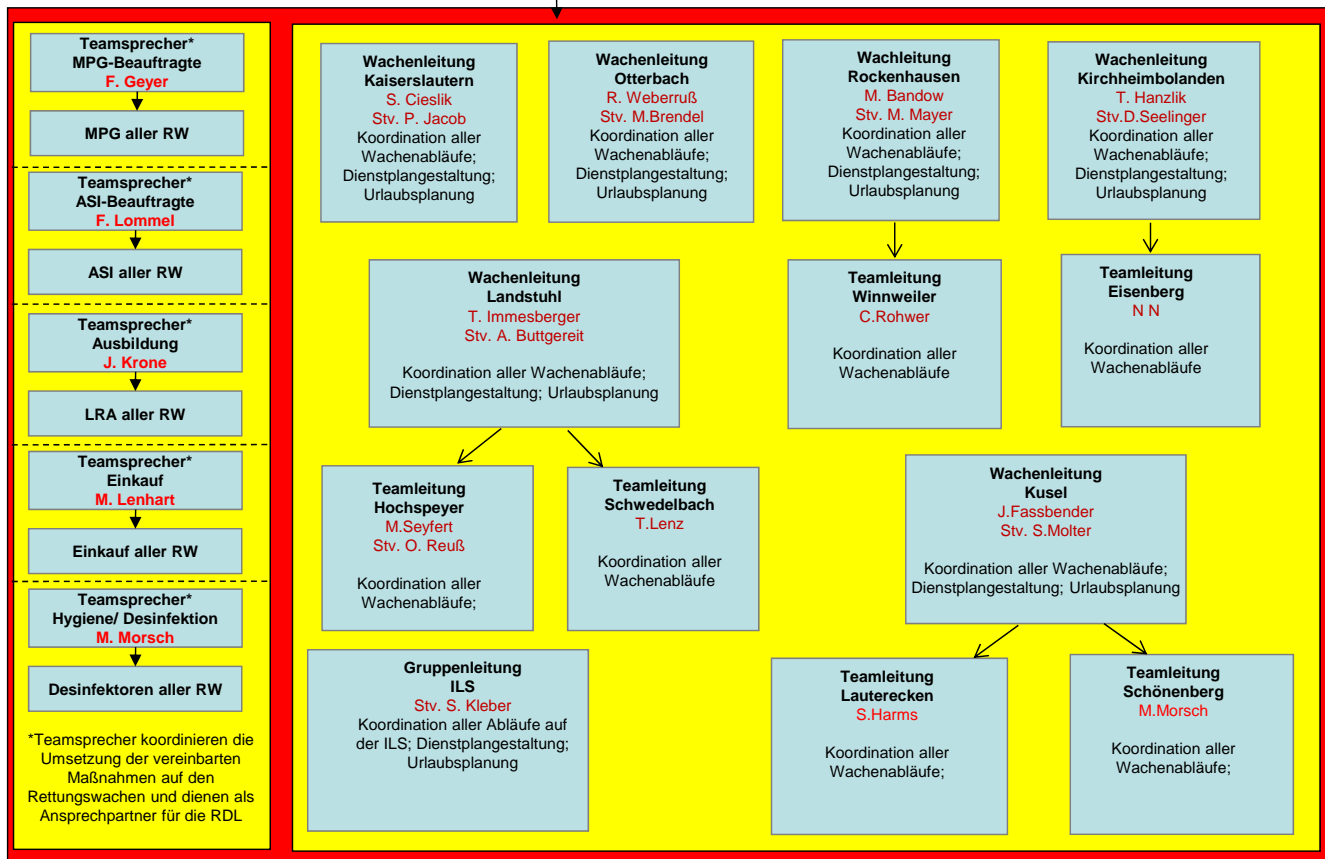 Teamsprecher*
MPG-Beauftragte
F. Geyer
MPG aller RW
Teamsprecher*
ASI-Beauftragte
F. Lommel
ASI aller RW
Teamsprecher*
Ausbildung
J. Krone
LRA aller RW
Teamsprecher*
Einkauf
M. Lenhart
Einkauf aller RW
Teamsprecher*
Hygiene/ Desinfektion
M. Morsch
Desinfektoren aller RW
*Teamsprecher koordinieren die
Umsetzung der vereinbarten
Maßnahmen auf den
Rettungswachen und dienen als
Ansprechpartner für die RDL
Wachenleitung
Kaiserslautern
S. Cieslik
Stv. P. Jacob
Koordination aller
Wachenabläufe;
Dienstplangestaltung;
Urlaubsplanung
Wachenleitung
Otterbach
R. Weberruß
Stv. M.Brendel
Koordination aller
Wachenabläufe;
Dienstplangestaltung;
Urlaubsplanung
Wachleitung
Rockenhausen
M. Bandow
Stv. M. Mayer
Koordination aller
Wachenabläufe;
Dienstplangestaltung;
Urlaubsplanung
Wachenleitung
Kirchheimbolanden
T. Hanzlik
Stv.D.Seelinger
Koordination aller
Wachenabläufe;
Dienstplangestaltung;
Urlaubsplanung
Wachenleitung
Landstuhl
T. Immesberger
Stv. A. Buttgereit
Koordination aller Wachenabläufe;
Dienstplangestaltung; Urlaubsplanung
Teamleitung
Winnweiler
C.Rohwer
Koordination aller
Wachenabläufe
Teamleitung
Eisenberg
N N
Koordination aller
Wachenabläufe
Teamleitung
Hochspeyer
M.Seyfert
Stv. O. Reuß
Koordination aller
Wachenabläufe;
Teamleitung
Schwedelbach
T.Lenz
Koordination aller
Wachenabläufe
Wachenleitung
Kusel
J.Fassbender
Stv. S.Molter
Koordination aller Wachenabläufe;
Dienstplangestaltung; Urlaubsplanung
Gruppenleitung
ILS
Stv. S. Kleber
Koordination aller Abläufe auf
der ILS; Dienstplangestaltung;
Urlaubsplanung
Teamleitung
Lauterecken
S.Harms
Koordination aller
Wachenabläufe;
Teamleitung
Schönenberg
M.Morsch
Koordination aller
Wachenabläufe;